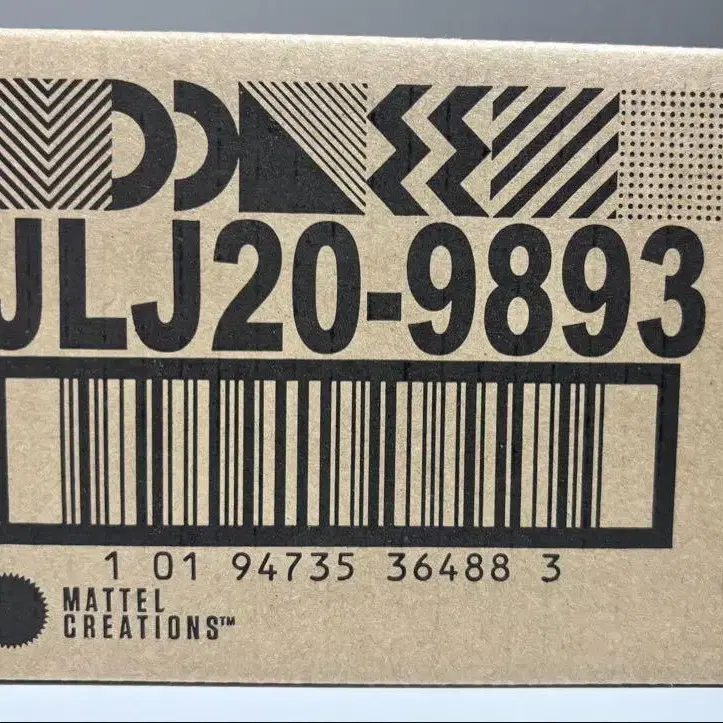 JLJ20-9893
1 01 94735 36488 3
MATTEL
CREATIONS™